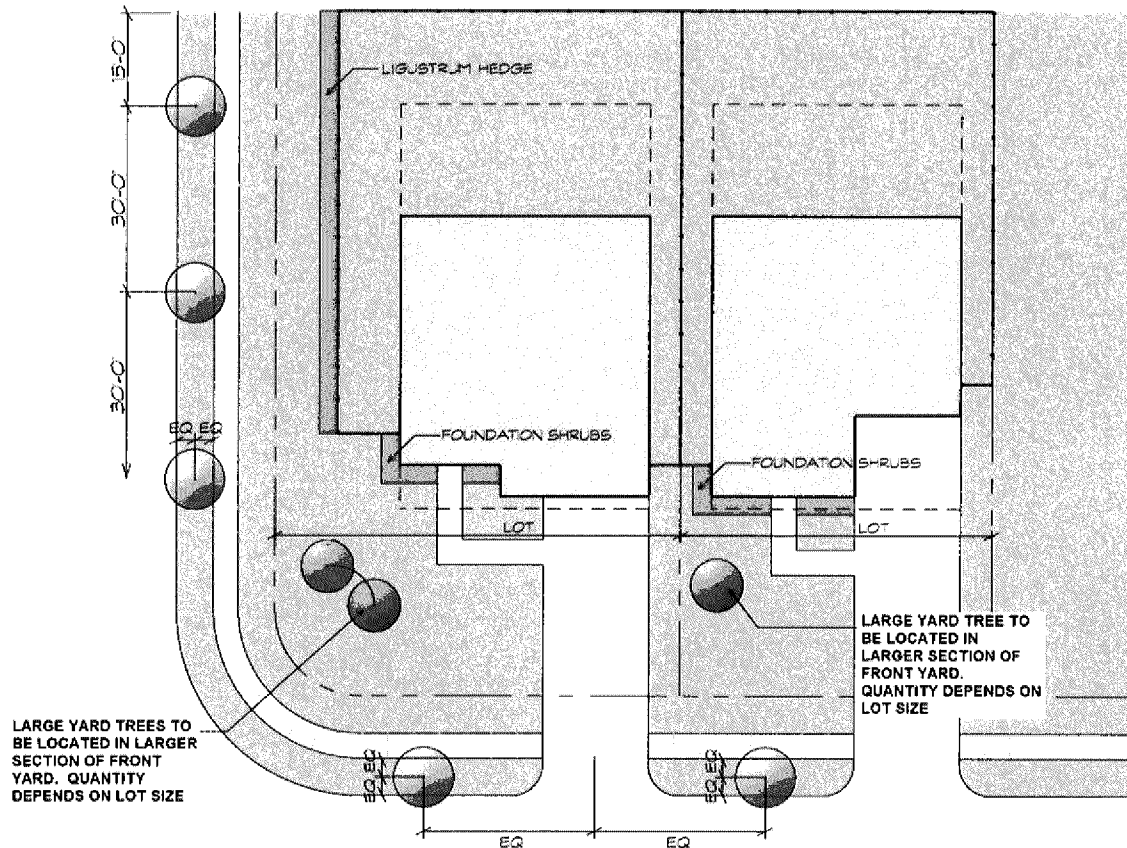 15'-0"
LIGUSTRUM HEDGE
30'-0"
30'-0"
EQ EQ
FOUNDATION SHRUBS
FOUNDATION SHRUBS
LOT
LOT
LARGE YARD TREE TO
BE LOCATED IN
LARGER SECTION OF
FRONT YARD.
QUANTITY DEPENDS ON
LOT SIZE
LARGE YARD TREES TO
BE LOCATED IN LARGER
SECTION OF FRONT
YARD. QUANTITY
DEPENDS ON LOT SIZE
EQ EQ
EQ EQ
EQ
EQ